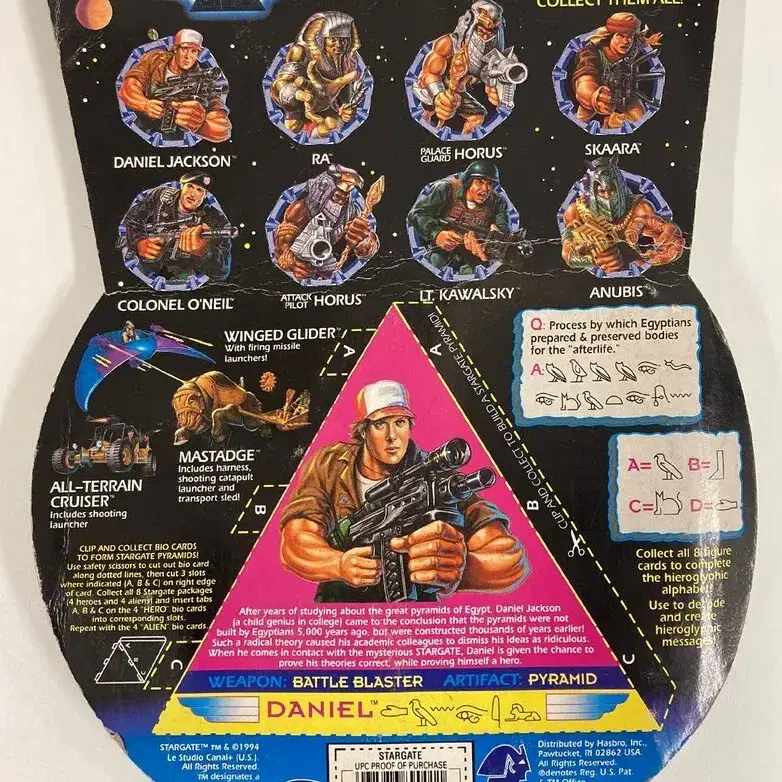 COLLECT THEM ALL!
DANIEL JACKSON™
RA™
PALACE GUARD HORUS™
SKAARA™
COLONEL O'NEIL™
ATTACK PILOT HORUS™
LT. KAWALSKY™
ANUBIS™
WINGED GLIDER™
With firing missile
launchers!
MASTADGE™
Includes harness,
shooting catapult
launcher and
transport sled!
ALL-TERRAIN
CRUISER™
Includes shooting
launcher
CLIP AND COLLECT BIO CARDS
TO FORM STARGATE PYRAMIDS!
Use safety scissors to cut out bio card
along dotted lines, then cut 3 slots
where indicated (A, B & C) on right edge
of card. Collect all 8 Stargate packages
(4 heroes and 4 aliens) and insert tabs
A, B & C on the 4 "HERO" bio cards
into corresponding slots.
Repeat with the 4 "ALIEN" bio cards.
A
B
C
A
B
C
CLIP AND COLLECT TO BUILD A STARGATE PYRAMID!
Q: Process by which Egyptians
prepared & preserved bodies
for the "afterlife."
A:
A= B=
C= D=
Collect all 8 figure
cards to complete
the hieroglyphic
alphabet!
Use to decode
and create
hieroglyphic
messages!
After years of studying about the great pyramids of Egypt, Daniel Jackson
(a child genius in college) came to the conclusion that the pyramids were not
built by Egyptians 5,000 years ago, but were constructed thousands of years earlier!
Such a radical theory caused his academic colleagues to dismiss his ideas as ridiculous.
When he comes in contact with the mysterious STARGATE, Daniel is given the chance to
prove his theories correct, while proving himself a hero.
WEAPON: BATTLE BLASTER ARTIFACT: PYRAMID
DANIEL™
STARGATE™ TM & ©1994
Le Studio Canal+ (U.S.).
All Rights Reserved.
TM designates a
STARGATE
UPC PROOF OF PURCHASE
Distributed by Hasbro, Inc.,
Pawtucket, RI 02862 USA.
All Rights Reserved.
®denotes Reg. U.S. Pat.
& TM Office.